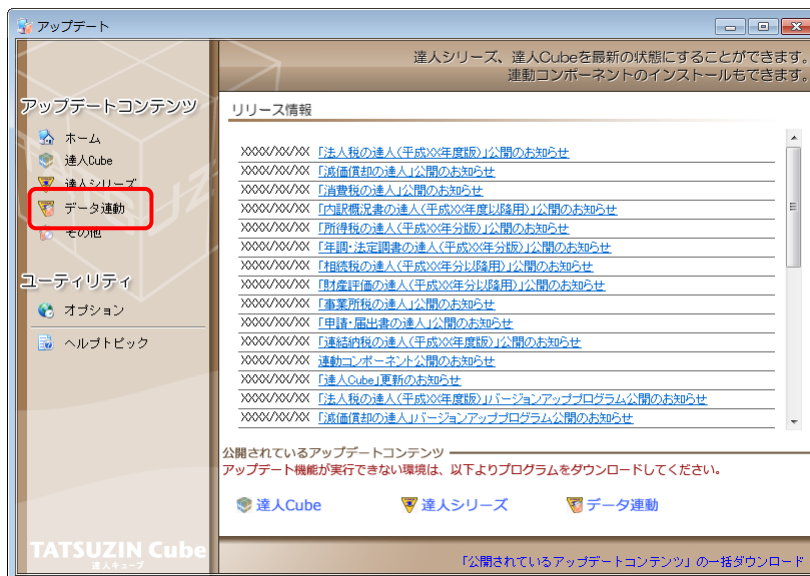 アップデート
達人シリーズ、達人Cubeを最新の状態にすることができます。
連動コンポーネントのインストールもできます。
アップデートコンテンツ
ホーム
達人Cube
達人シリーズ
データ連動
その他
ユーティリティ
オプション
ヘルプトピック
リリース情報
XXXX/XX/XX 「法人税の達人(平成XX年度版)」公開のお知らせ
XXXX/XX/XX 「減価償却の達人」公開のお知らせ
XXXX/XX/XX 「消費税の達人」公開のお知らせ
XXXX/XX/XX 「内訳概況書の達人(平成XX年度以降用)」公開のお知らせ
XXXX/XX/XX 「所得税の達人(平成XX年分版)」公開のお知らせ
XXXX/XX/XX 「年調・法定調書の達人(平成XX年分版)」公開のお知らせ
XXXX/XX/XX 「相続税の達人(平成XX年分以降用)」公開のお知らせ
XXXX/XX/XX 「財産評価の達人(平成XX年分以降用)」公開のお知らせ
XXXX/XX/XX 「事業所税の達人」公開のお知らせ
XXXX/XX/XX 「申請・届出書の達人」公開のお知らせ
XXXX/XX/XX 「連結納税の達人(平成XX年度版)」公開のお知らせ
XXXX/XX/XX 連動コンポーネント公開のお知らせ
XXXX/XX/XX 「達人Cube」更新のお知らせ
XXXX/XX/XX 「法人税の達人(平成XX年度版)」バージョンアッププログラム公開のお知らせ
XXXX/XX/XX 「減価償却の達人」バージョンアッププログラム公開のお知らせ
公開されているアップデートコンテンツ
アップデート機能が実行できない環境は、以下よりプログラムをダウンロードしてください。
達人Cube 達人シリーズ データ連動
TATSUZIN Cube
達人キューブ
「公開されているアップデートコンテンツ」の一括ダウンロード